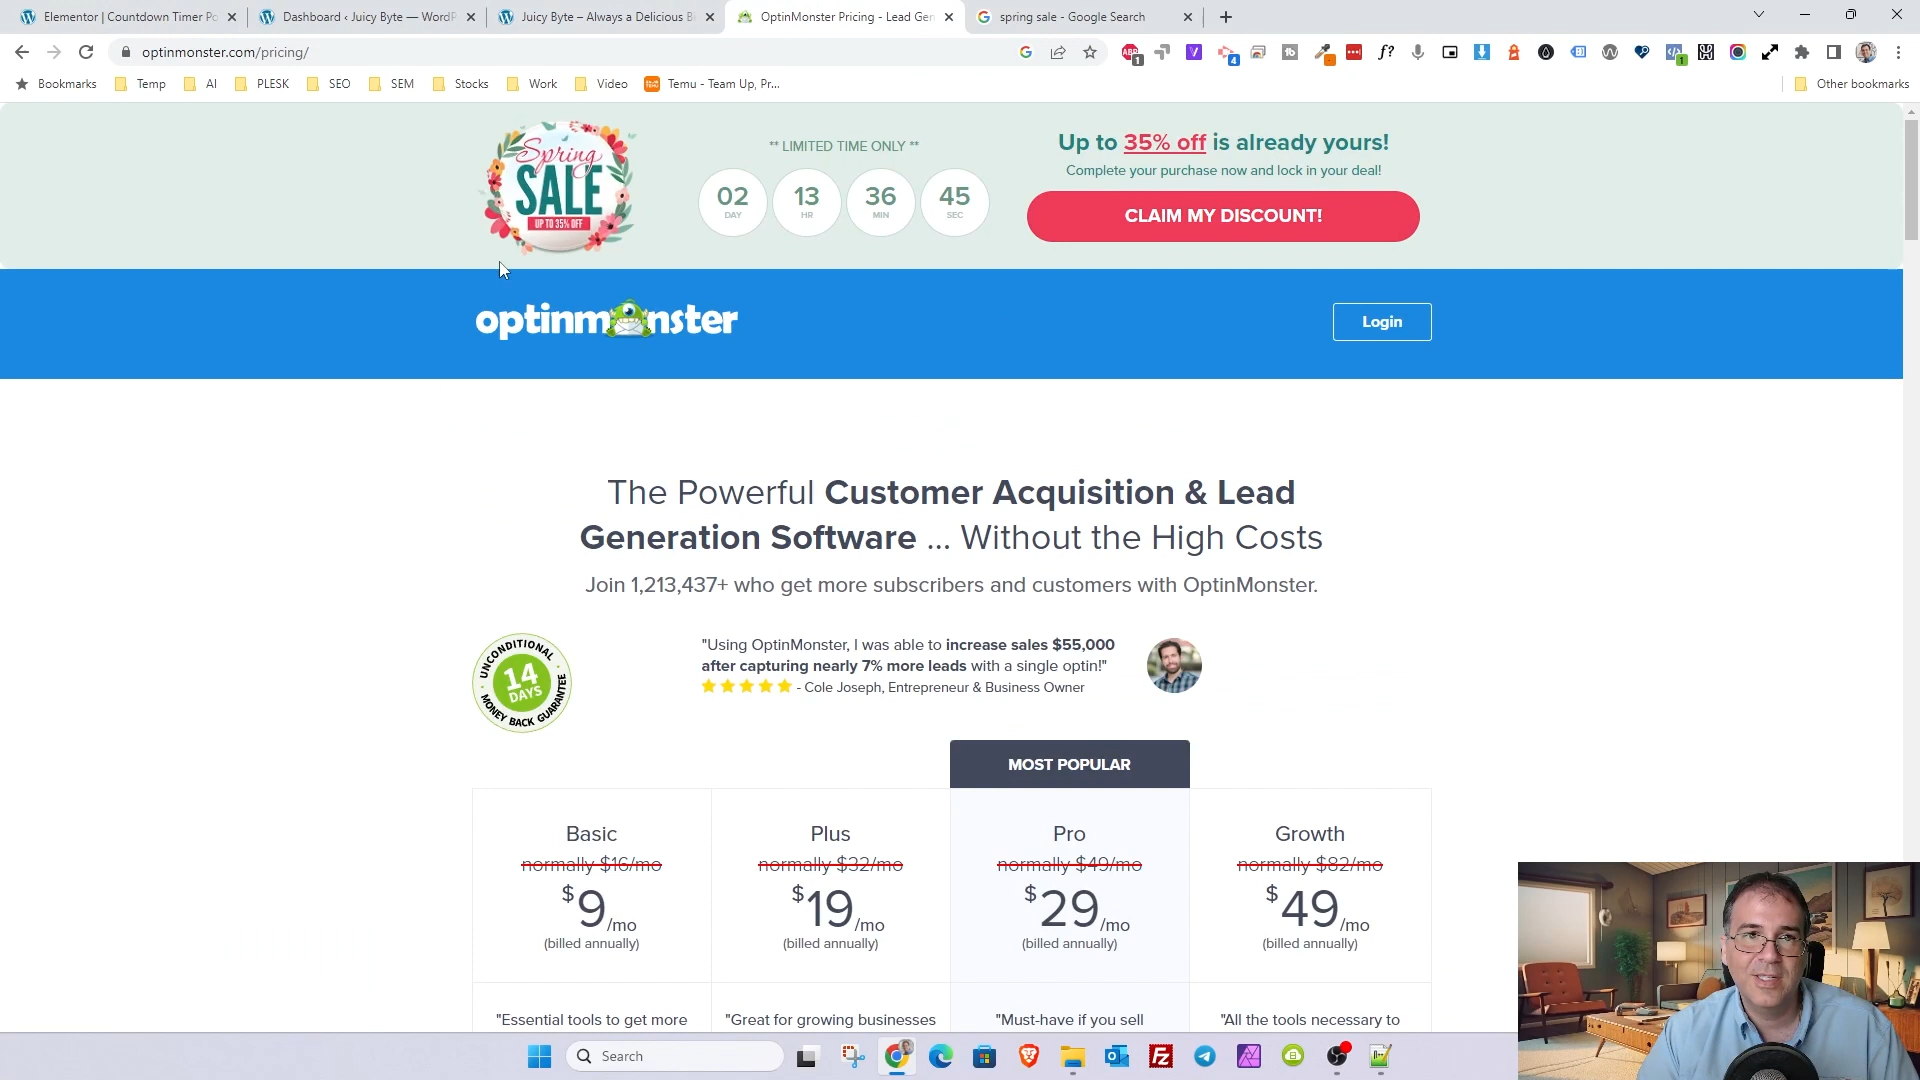 Elementor | Countdown Timer Po
Dashboard ‹ Juicy Byte — WordP
Juicy Byte – Always a Delicious B
OptinMonster Pricing - Lead Gen
spring sale - Google Search
optinmonster.com/pricing/
Bookmarks
Temp
AI
PLESK
SEO
SEM
Stocks
Work
Video
Temu - Team Up, Pr...
Other bookmarks
Spring
SALE
UP TO 35% OFF
** LIMITED TIME ONLY **
02
13
36
45
DAY
HR
MIN
SEC
Up to 35% off is already yours!
Complete your purchase now and lock in your deal!
CLAIM MY DISCOUNT!
optinmonster
Login
The Powerful Customer Acquisition & Lead
Generation Software ... Without the High Costs
Join 1,213,437+ who get more subscribers and customers with OptinMonster.
UNCONDITIONAL
14
DAYS
MONEY BACK GUARANTEE
"Using OptinMonster, I was able to increase sales $55,000
after capturing nearly 7% more leads with a single optin!"
- Cole Joseph, Entrepreneur & Business Owner
MOST POPULAR
Basic
normally $16/mo
$9/mo
(billed annually)
"Essential tools to get more
Plus
normally $32/mo
$19/mo
(billed annually)
"Great for growing businesses
Pro
normally $49/mo
$29/mo
(billed annually)
"Must-have if you sell
Growth
normally $82/mo
$49/mo
(billed annually)
"All the tools necessary to
Search